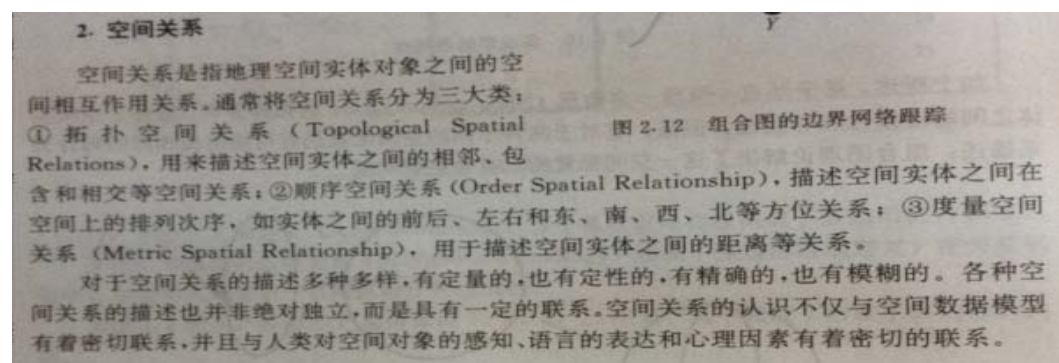 2. 空间关系
Y
空间关系是指地理空间实体对象之间的空
间相互作用关系。通常将空间关系分为三大类:
①拓扑空间关系(Topological Spatial
图 2.12 组合图的边界网络跟踪
Relations),用来描述空间实体之间的相邻、包
含和相交等空间关系;②顺序空间关系(Order Spatial Relationship),描述空间实体之间在
空间上的排列次序,如实体之间的前后、左右和东、南、西、北等方位关系;③度量空间
关系(Metric Spatial Relationship),用于描述空间实体之间的距离等关系。
对于空间关系的描述多种多样,有定量的,也有定性的,有精确的,也有模糊的。各种空
间关系的描述也并非绝对独立,而是具有一定的联系。空间关系的认识不仅与空间数据模型
有着密切联系,并且与人类对空间对象的感知、语言的表达和心理因素有着密切的联系。